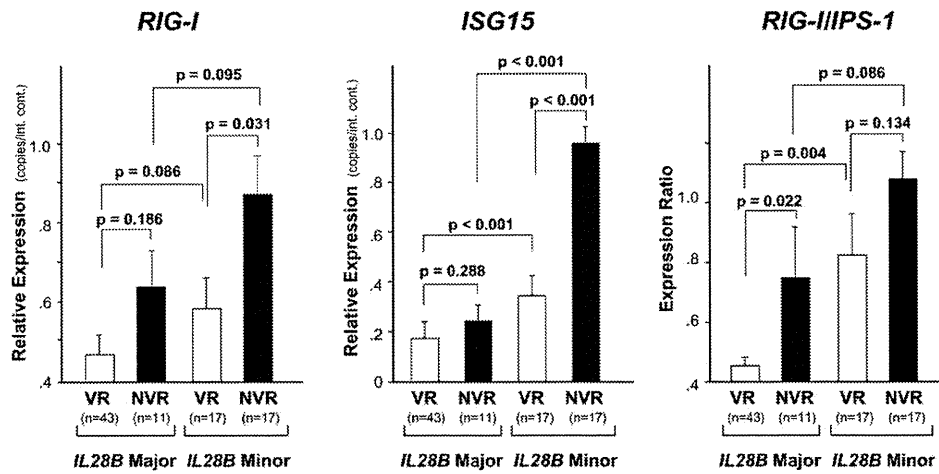 RIG-I
Relative Expression (copies/int. cont.)
1.0
.8
.6
.4
p = 0.095
p = 0.031
p = 0.086
p = 0.186
VR NVR VR NVR
(n=43) (n=11) (n=17) (n=17)
IL28B Major IL28B Minor
ISG15
Relative Expression (copies/int. cont.)
1.0
.8
.6
.4
.2
0
p < 0.001
p < 0.001
p < 0.001
p = 0.288
VR NVR VR NVR
(n=43) (n=11) (n=17) (n=17)
IL28B Major IL28B Minor
RIG-I/IPS-1
Expression Ratio
1.0
.8
.6
.4
p = 0.086
p = 0.134
p = 0.004
p = 0.022
VR NVR VR NVR
(n=43) (n=11) (n=17) (n=17)
IL28B Major IL28B Minor